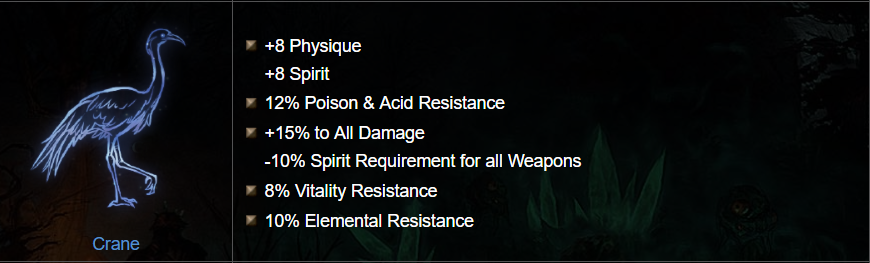 +8 Physique
+8 Spirit
12% Poison & Acid Resistance
+15% to All Damage
-10% Spirit Requirement for all Weapons
8% Vitality Resistance
10% Elemental Resistance
Crane